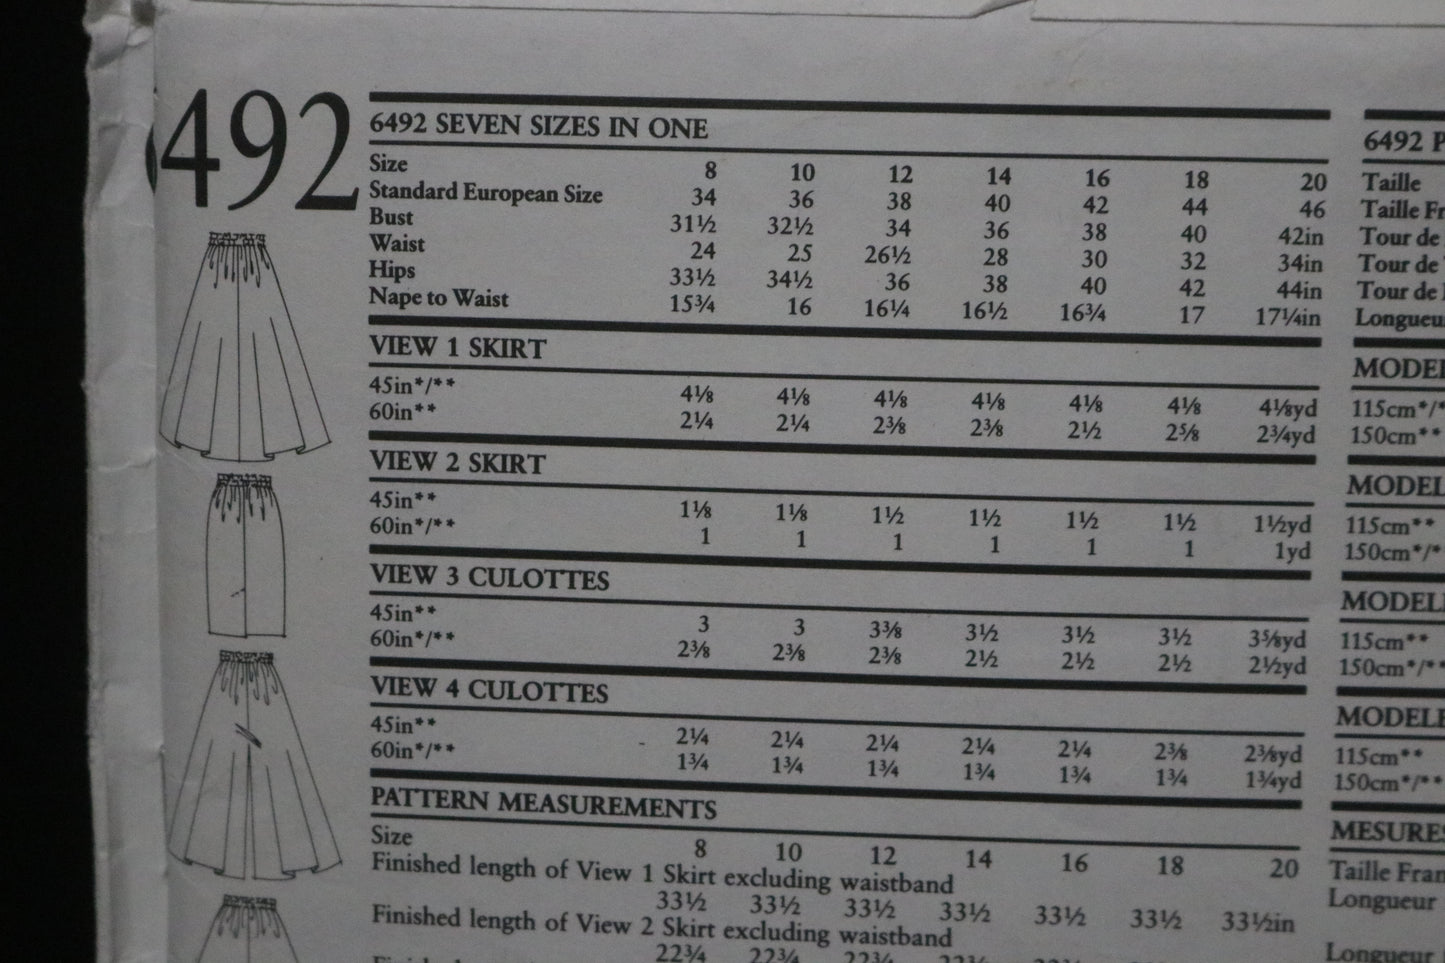 492
6492 SEVEN SIZES IN ONE
Size 8 10 12 14 16 18 20
Standard European Size 34 36 38 40 42 44 46
Bust 31½ 32½ 34 36 38 40 42in
Waist 24 25 26½ 28 30 32 34in
Hips 33½ 34½ 36 38 40 42 44in
Nape to Waist 15¾ 16 16¼ 16½ 16¾ 17 17¼in
VIEW 1 SKIRT
45in*/** 4⅛ 4⅛ 4⅛ 4⅛ 4⅛ 4⅛ 4⅛yd
60in** 2¼ 2¼ 2⅜ 2⅜ 2½ 2⅝ 2¾yd
VIEW 2 SKIRT
45in** 1⅛ 1⅛ 1½ 1½ 1½ 1½ 1½yd
60in*/** 1 1 1 1 1 1 1yd
VIEW 3 CULOTTES
45in** 3 3 3⅜ 3½ 3½ 3½ 3⅝yd
60in*/** 2⅜ 2⅜ 2⅜ 2½ 2½ 2½ 2½yd
VIEW 4 CULOTTES
45in** 2¼ 2¼ 2¼ 2¼ 2¼ 2⅜ 2⅜yd
60in*/** 1¾ 1¾ 1¾ 1¾ 1¾ 1¾ 1¾yd
PATTERN MEASUREMENTS
Size 8 10 12 14 16 18 20
Finished length of View 1 Skirt excluding waistband
33½ 33½ 33½ 33½ 33½ 33½ 33½in
Finished length of View 2 Skirt excluding waistband
22¾ 22¾ 22¾
6492 P
Taille
Taille Fr
Tour de
Tour de
Tour de
Longueu
MODEL
115cm*/*
150cm**
MODEL
115cm**
150cm*/*
MODEL
115cm**
150cm*/**
MODEL
115cm**
150cm*/**
MESURES
Taille Fran
Longueur
Longueur